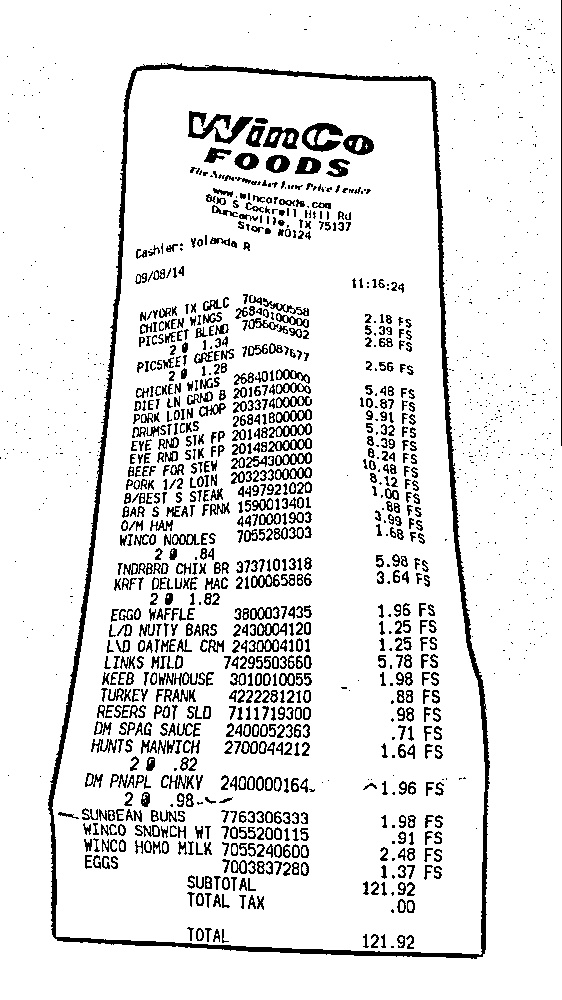 WinCo
FOODS
The Supermarket Low Price Leader
www.wincofoods.com
800 S Cockrell Hill Rd
Duncanville, TX 75137
Store #0124
Cashier: Yolanda R
09/08/14 11:16:24
N/YORK TX GRLC 7045900558 2.18 FS
CHICKEN WINGS 26840100000 5.39 FS
PICSWEET BLEND 7056096902 2.68 FS
2 @ 1.34
PICSWEET GREENS 7056087677 2.56 FS
2 @ 1.28
CHICKEN WINGS 26840100000 5.48 FS
DIET LN GRND B 20167400000 10.87 FS
PORK LOIN CHOP 20337400000 9.91 FS
DRUMSTICKS 26841800000 5.32 FS
EYE RND STK FP 20148200000 8.39 FS
EYE RND STK FP 20148200000 8.24 FS
BEEF FOR STEW 20254300000 10.48 FS
PORK 1/2 LOIN 20323300000 8.12 FS
B/BEST S STEAK 4497921020 1.00 FS
BAR S MEAT FRNK 1590013401 .88 FS
O/M HAM 4470001903 3.99 FS
WINCO NOODLES 7055280303 1.68 FS
2 @ .84
TNDRBRD CHIX BR 3737101318 5.98 FS
KRFT DELUXE MAC 2100065886 3.64 FS
2 @ 1.82
EGGO WAFFLE 3800037435 1.96 FS
L/D NUTTY BARS 2430004120 1.25 FS
L\D OATMEAL CRM 2430004101 1.25 FS
LINKS MILD 74295503660 5.78 FS
KEEB TOWNHOUSE 3010010055 1.98 FS
TURKEY FRANK 4222281210 .88 FS
RESERS POT SLD 7111719300 .98 FS
DM SPAG SAUCE 2400052363 .71 FS
HUNTS MANWICH 2700044212 1.64 FS
2 @ .82
DM PNAPL CHNKY 2400000164 1.96 FS
2 @ .98
SUNBEAN BUNS 7763306333 1.98 FS
WINCO SNDWCH WT 7055200115 .91 FS
WINCO HOMO MILK 7055240600 2.48 FS
EGGS 7003837280 1.37 FS
SUBTOTAL 121.92
TOTAL TAX .00
TOTAL 121.92